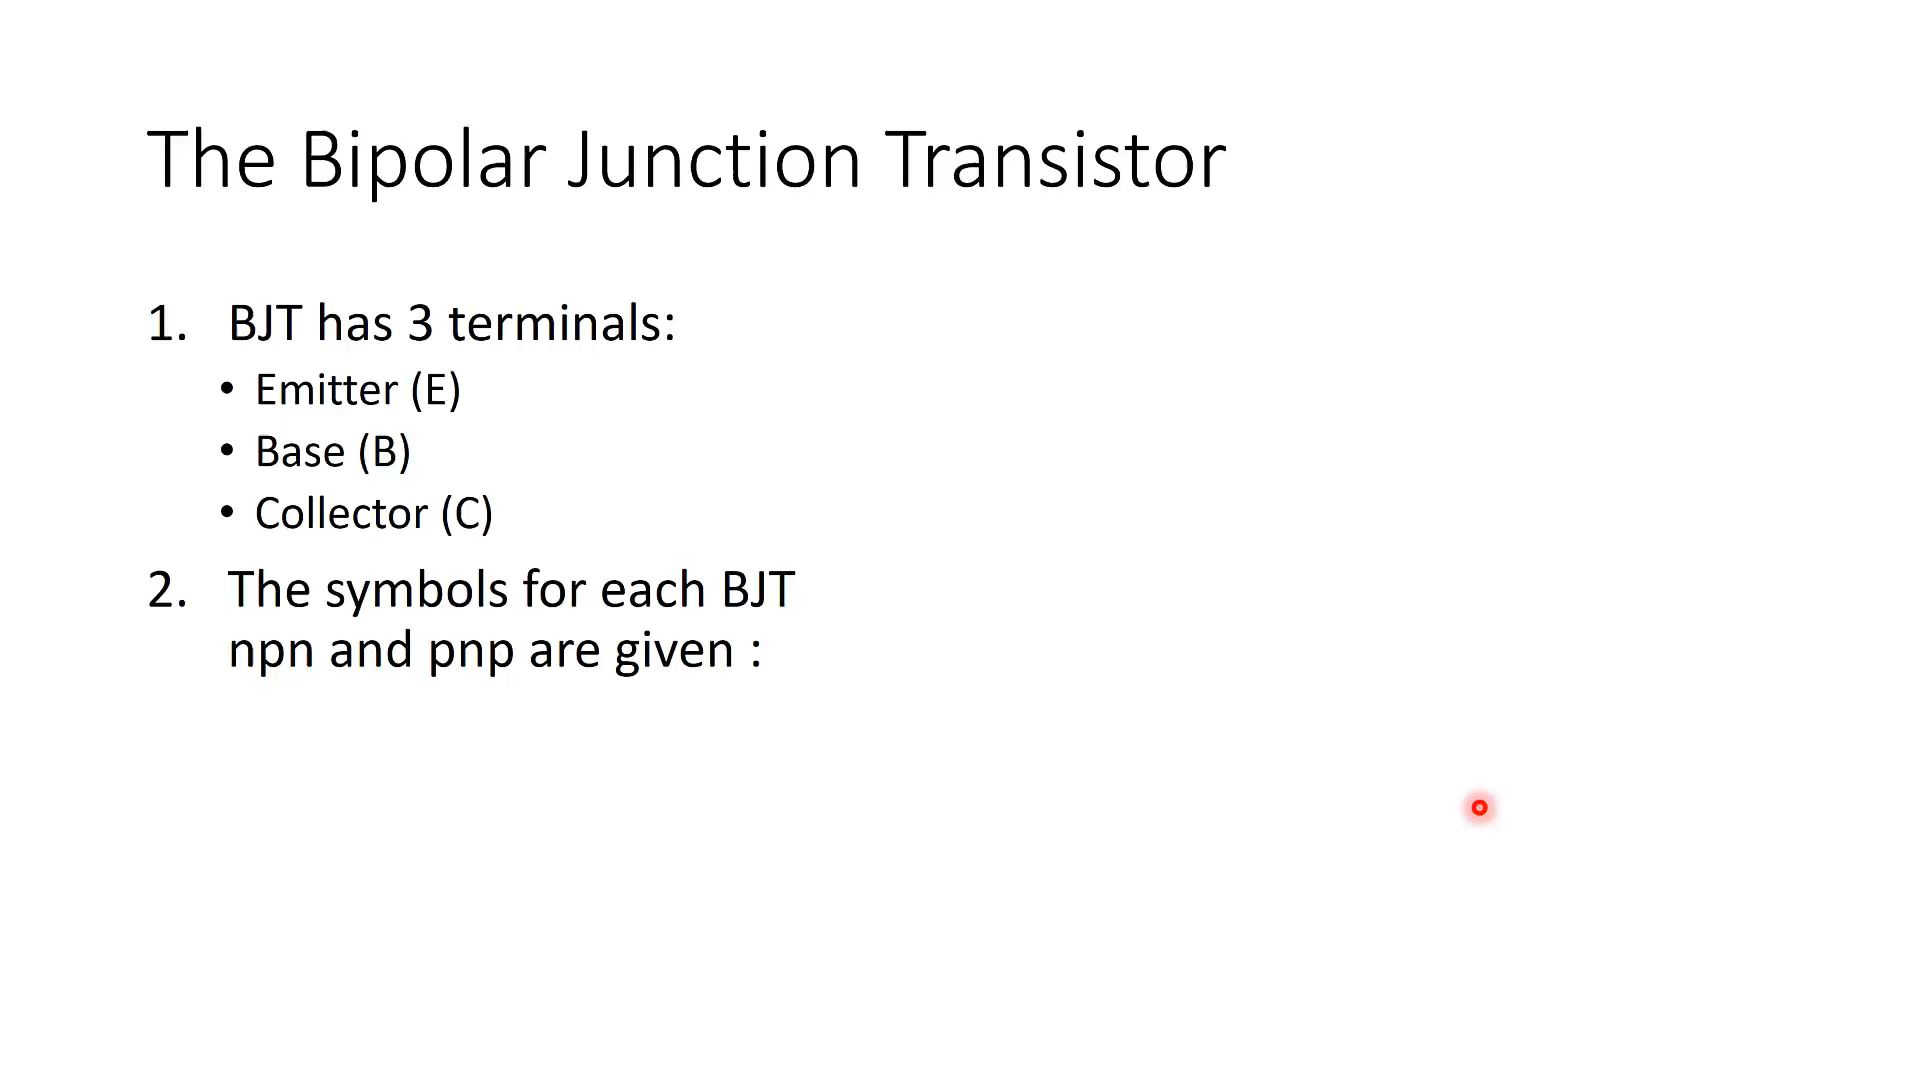 The Bipolar Junction Transistor
1. BJT has 3 terminals:
• Emitter (E)
• Base (B)
• Collector (C)
2. The symbols for each BJT
npn and pnp are given :